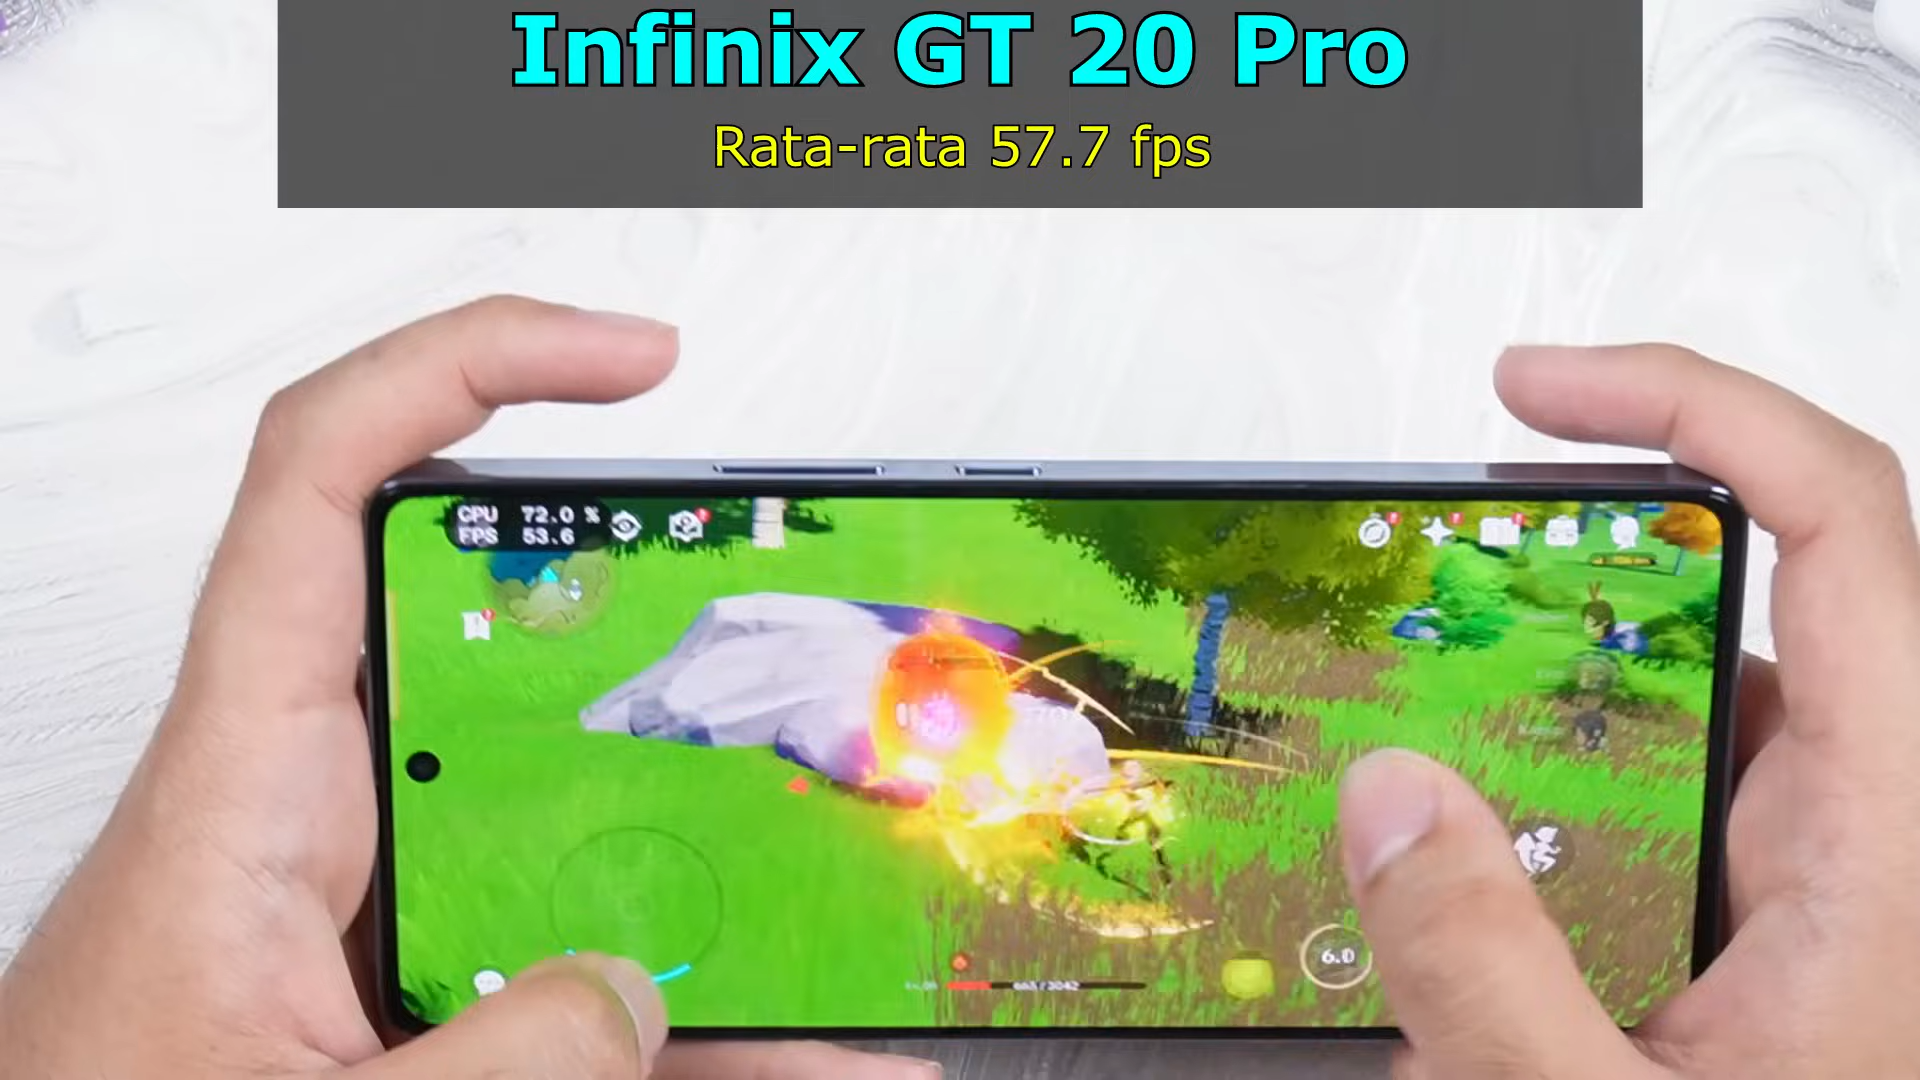 Infinix GT 20 Pro
Rata-rata 57.7 fps
CPU 72.0 %
FPS 53.6
6.0